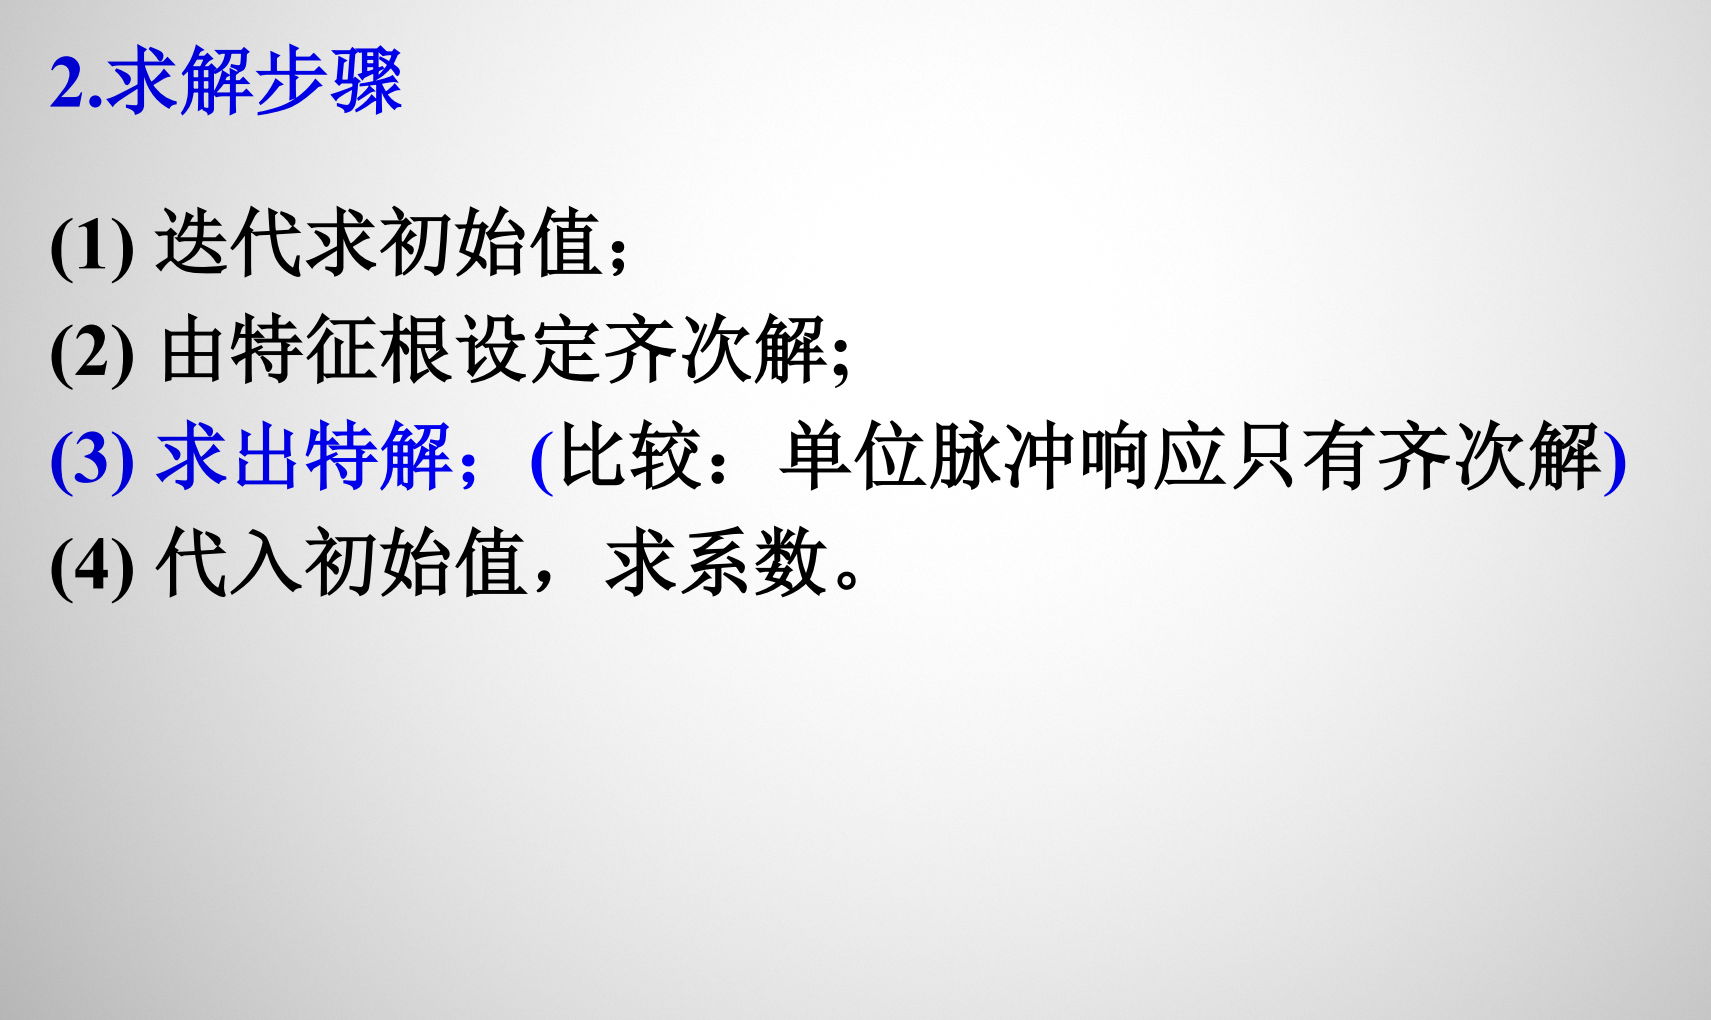 2.求解步骤
(1) 迭代求初始值；
(2) 由特征根设定齐次解;
(3) 求出特解；(比较：单位脉冲响应只有齐次解)
(4) 代入初始值，求系数。